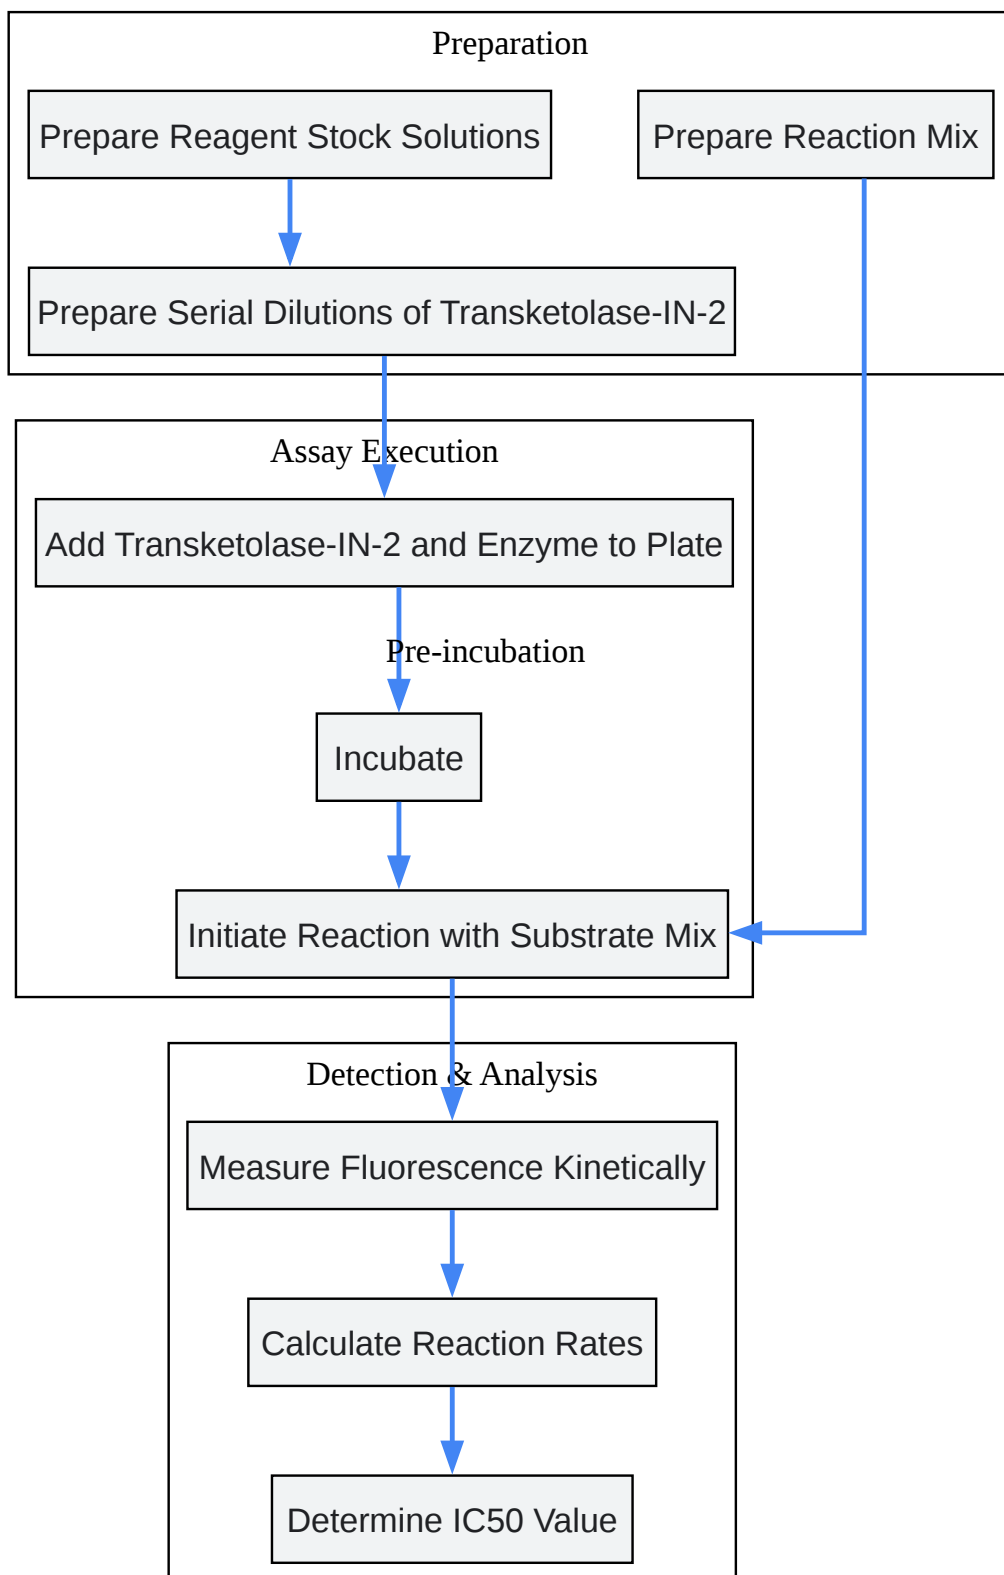 Preparation
Prepare Reagent Stock Solutions
Prepare Reaction Mix
Prepare Serial Dilutions of Transketolase-IN-2
Assay Execution
Add Transketolase-IN-2 and Enzyme to Plate
Pre-incubation
Incubate
Initiate Reaction with Substrate Mix
Detection & Analysis
Measure Fluorescence Kinetically
Calculate Reaction Rates
Determine IC50 Value